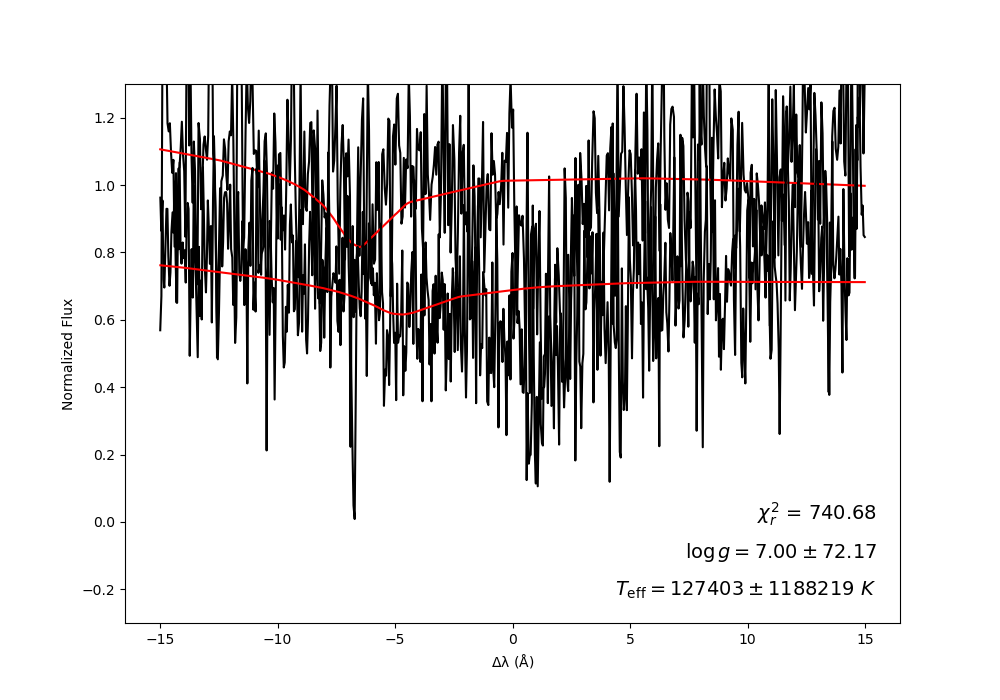 1.2
1.0
0.8
0.6
0.4
0.2
0.0
−0.2
Normalized Flux
χ²ᵣ = 740.68
log g = 7.00 ± 72.17
T_eff = 127403 ± 1188219 K
−15 −10 −5 0 5 10 15
Δλ (Å)